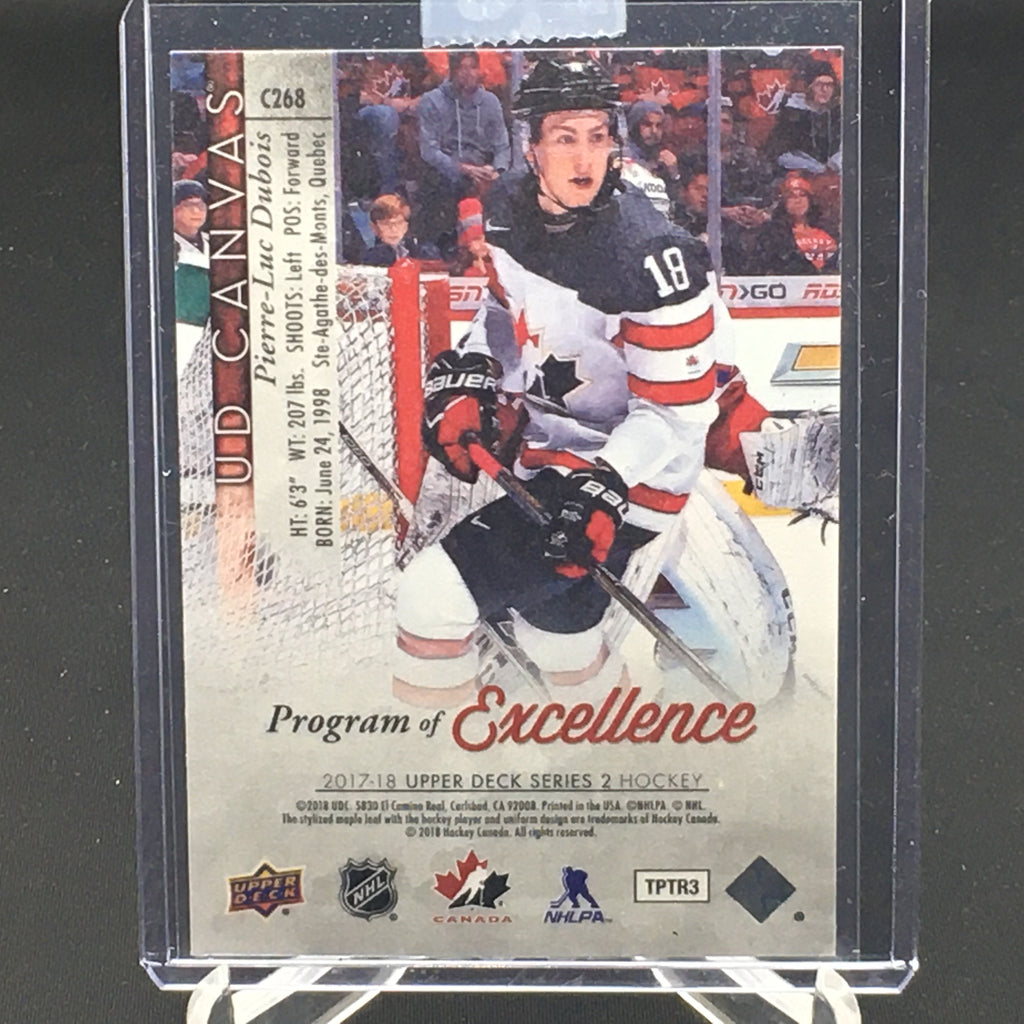 UD CANVAS
C268
Pierre-Luc Dubois
HT: 6'3" WT: 207 lbs. SHOOTS: Left POS: Forward
BORN: June 24, 1998 Ste-Agathe-des-Monts, Quebec
18
BAUER
BAU
CCM
>GO
Program of Excellence
2017-18 UPPER DECK SERIES 2 HOCKEY
©2018 UDC. 5830 El Camino Real, Carlsbad, CA 92008. Printed in the USA. ©NHLPA. © NHL.
The stylized maple leaf with the hockey player and uniform design are trademarks of Hockey Canada.
© 2018 Hockey Canada. All rights reserved.
UPPER DECK
NHL
CANADA
NHLPA
TPTR3